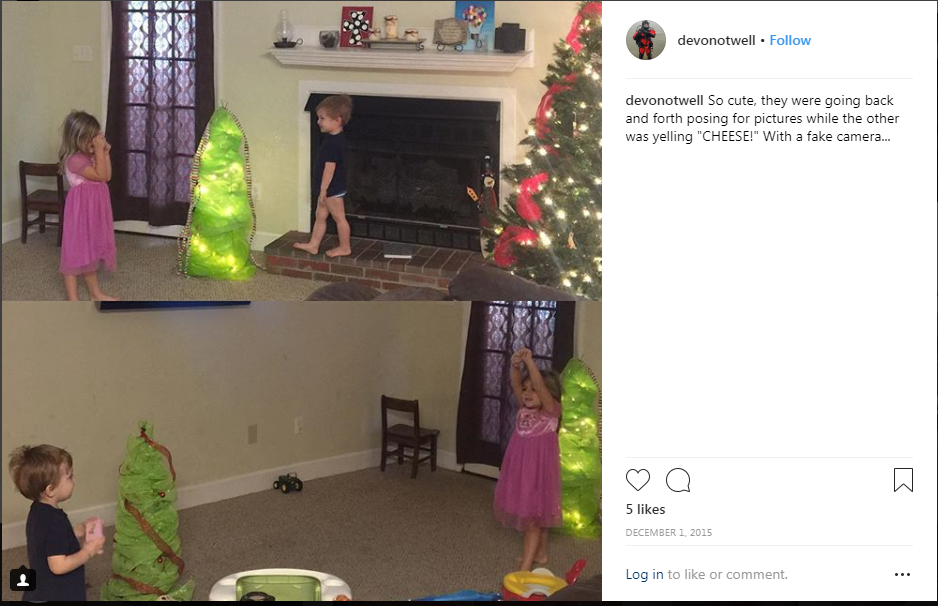 devonotwell • Follow
devonotwell So cute, they were going back
and forth posing for pictures while the other
was yelling "CHEESE!" With a fake camera...
5 likes
DECEMBER 1, 2015
Log in to like or comment.